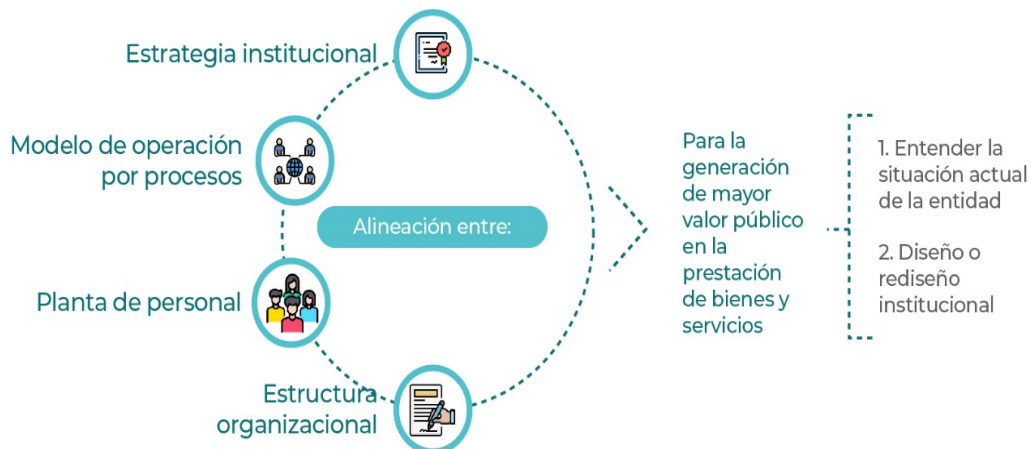 Estrategia institucional
Modelo de operación
por procesos
Alineación entre:
Planta de personal
Estructura
organizacional
Para la
generación
de mayor
valor público
en la
prestación
de bienes y
servicios
1. Entender la
situación actual
de la entidad
2. Diseño o
rediseño
institucional